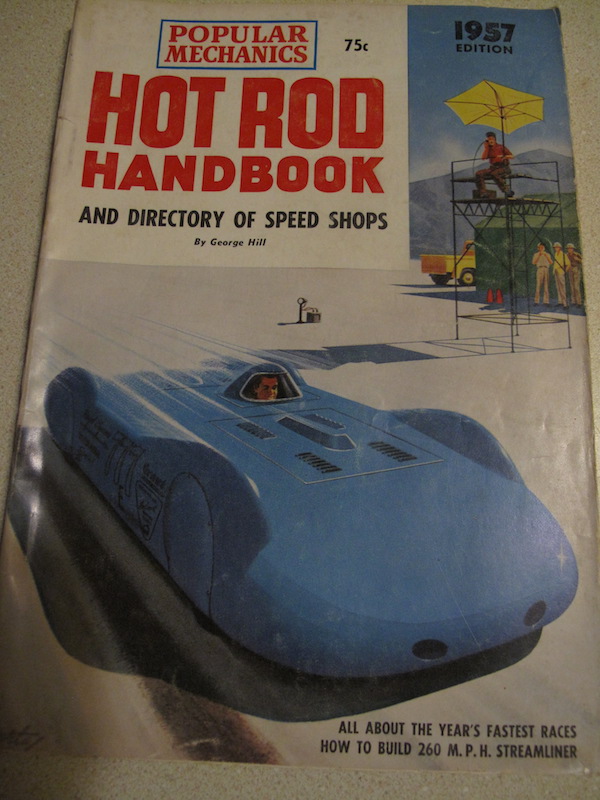 POPULAR
MECHANICS
75c
1957
EDITION
HOT ROD
HANDBOOK
AND DIRECTORY OF SPEED SHOPS
By George Hill
ALL ABOUT THE YEAR'S FASTEST RACES
HOW TO BUILD 260 M. P. H. STREAMLINER